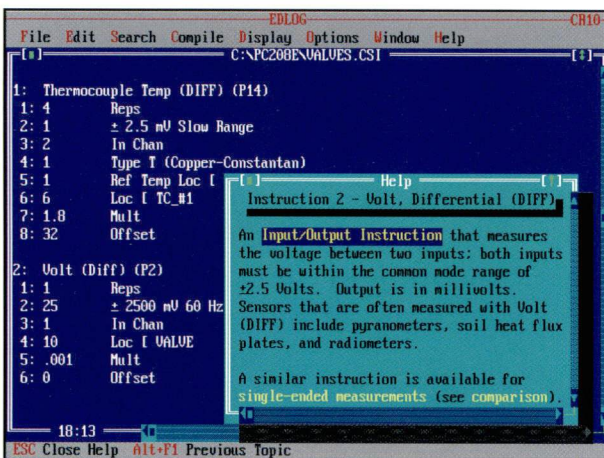 EDLOG
CR10
File Edit Search Compile Display Options Window Help
C:\PC208E\VALUES.CSI
1: Thermocouple Temp (DIFF) (P14)
1: 4 Reps
2: 1 ± 2.5 mV Slow Range
3: 2 In Chan
4: 1 Type T (Copper-Constantan)
5: 1 Ref Temp Loc [
6: 6 Loc [ TC_#1
7: 1.8 Mult
8: 32 Offset
2: Volt (Diff) (P2)
1: 1 Reps
2: 25 ± 2500 mV 60 Hz
3: 1 In Chan
4: 10 Loc [ VALUE
5: .001 Mult
6: 0 Offset
Help
Instruction 2 - Volt, Differential (DIFF)
An Input/Output Instruction that measures
the voltage between two inputs; both inputs
must be within the common mode range of
±2.5 Volts. Output is in millivolts.
Sensors that are often measured with Volt
(DIFF) include pyranometers, soil heat flux
plates, and radiometers.
A similar instruction is available for
single-ended measurements (see comparison).
18:13
ESC Close Help Alt+F1 Previous Topic